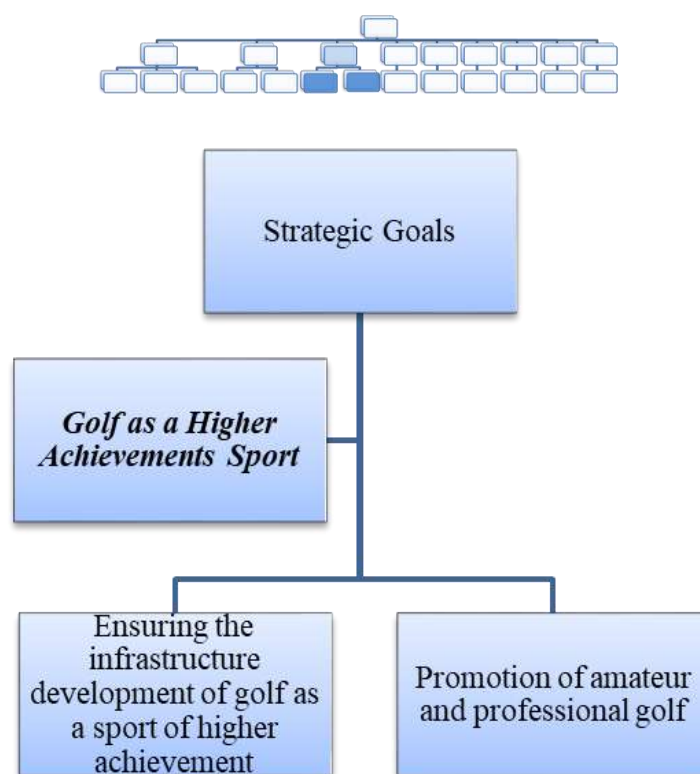 Strategic Goals
Golf as a Higher
Achievements Sport
Ensuring the
infrastructure
development of golf as
a sport of higher
achievement
Promotion of amateur
and professional golf